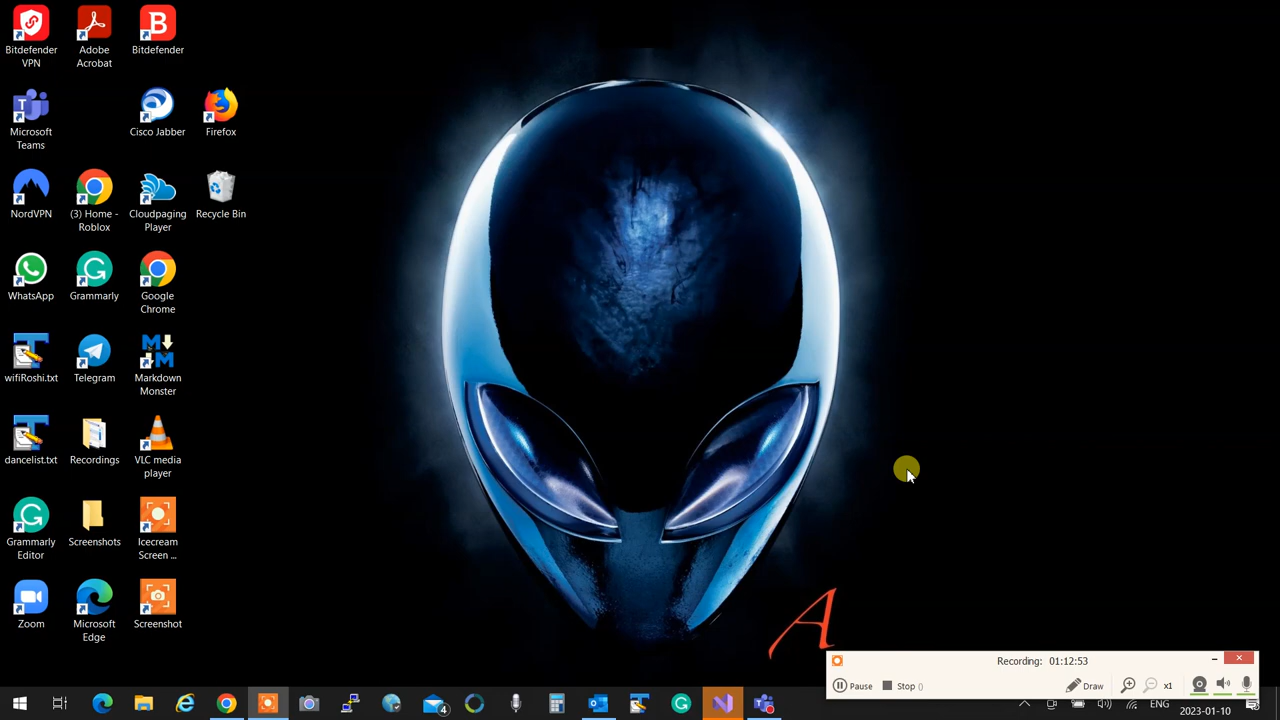 Bitdefender
VPN
Adobe
Acrobat
Bitdefender
Microsoft
Teams
Cisco Jabber
Firefox
NordVPN
(3) Home -
Roblox
Cloudpaging
Player
Recycle Bin
WhatsApp
Grammarly
Google
Chrome
wifiRoshi.txt
Telegram
Markdown
Monster
dancelist.txt
Recordings
VLC media
player
Grammarly
Editor
Screenshots
Icecream
Screen ...
Zoom
Microsoft
Edge
Screenshot
A
Recording: 01:12:53
Pause
Stop ()
Draw
x1
4
ENG
2023-01-10